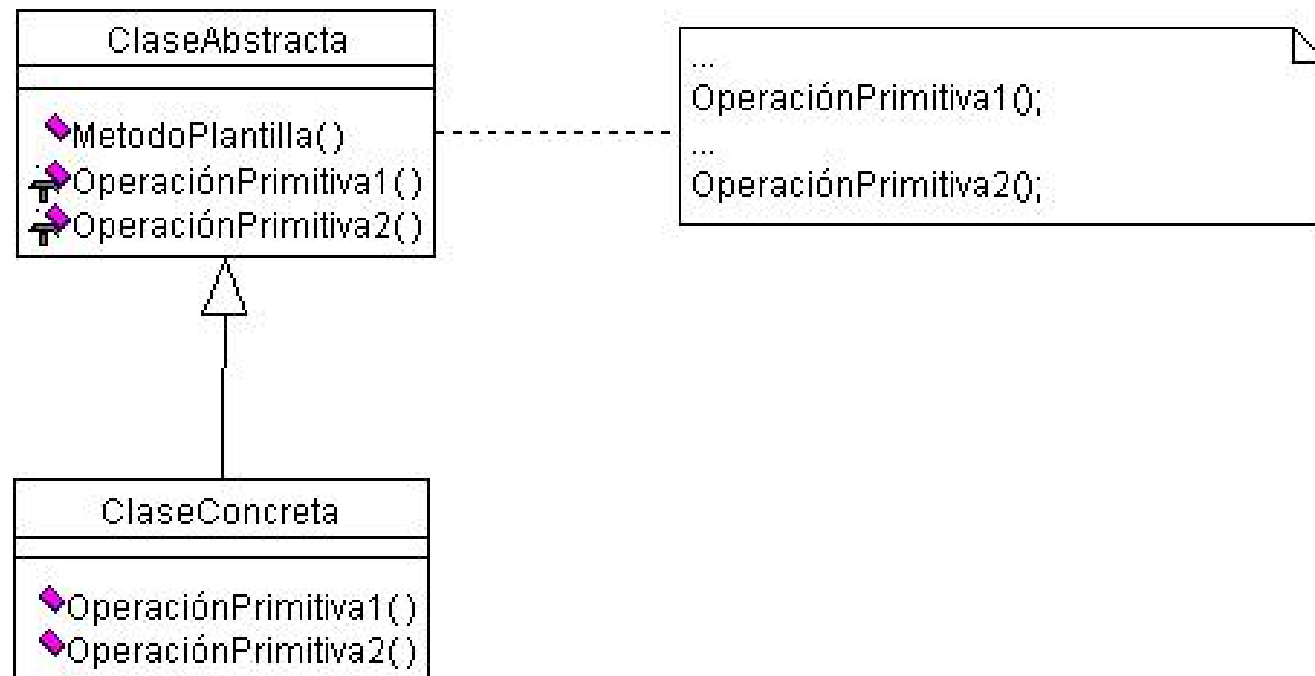 ClaseAbstracta
MetodoPlantilla()
OperaciónPrimitiva1()
OperaciónPrimitiva2()
...
OperaciónPrimitiva1();
...
OperaciónPrimitiva2();
ClaseConcreta
OperaciónPrimitiva1()
OperaciónPrimitiva2()